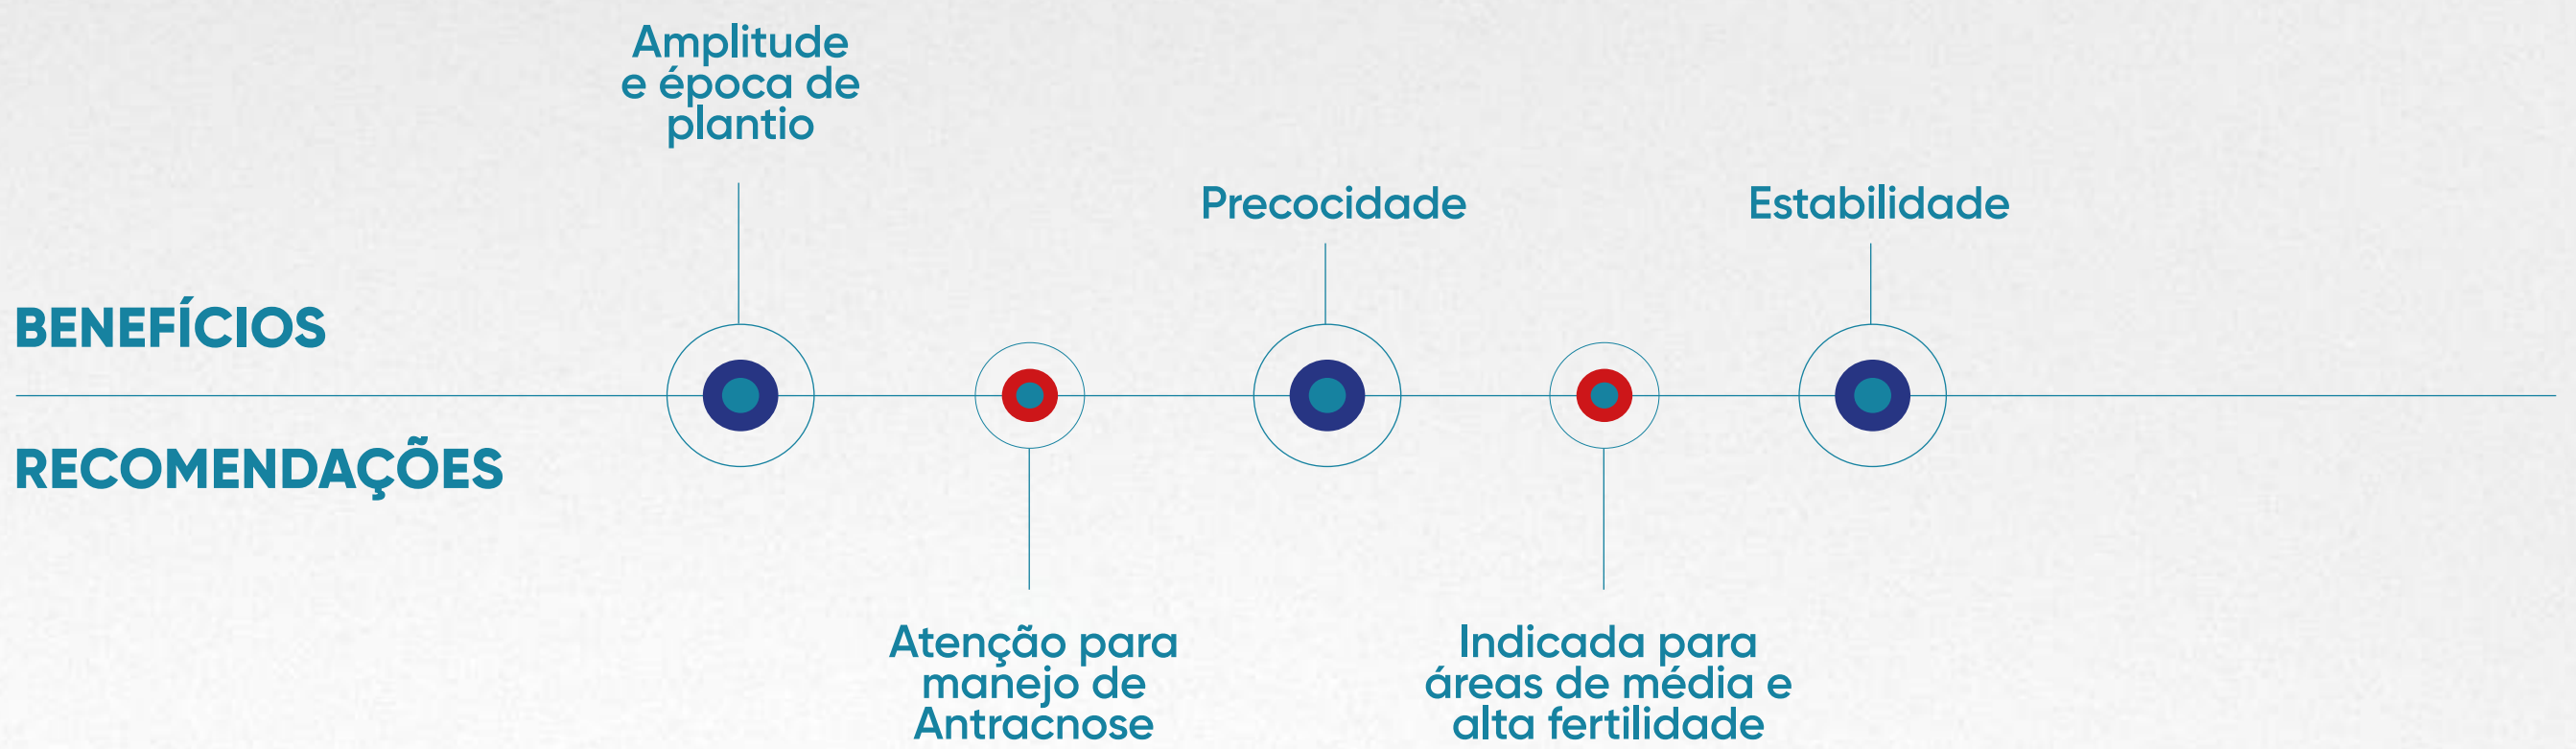 Amplitude
e época de
plantio
Precocidade
Estabilidade
BENEFÍCIOS
RECOMENDAÇÕES
Atenção para
manejo de
Antracnose
Indicada para
áreas de média e
alta fertilidade